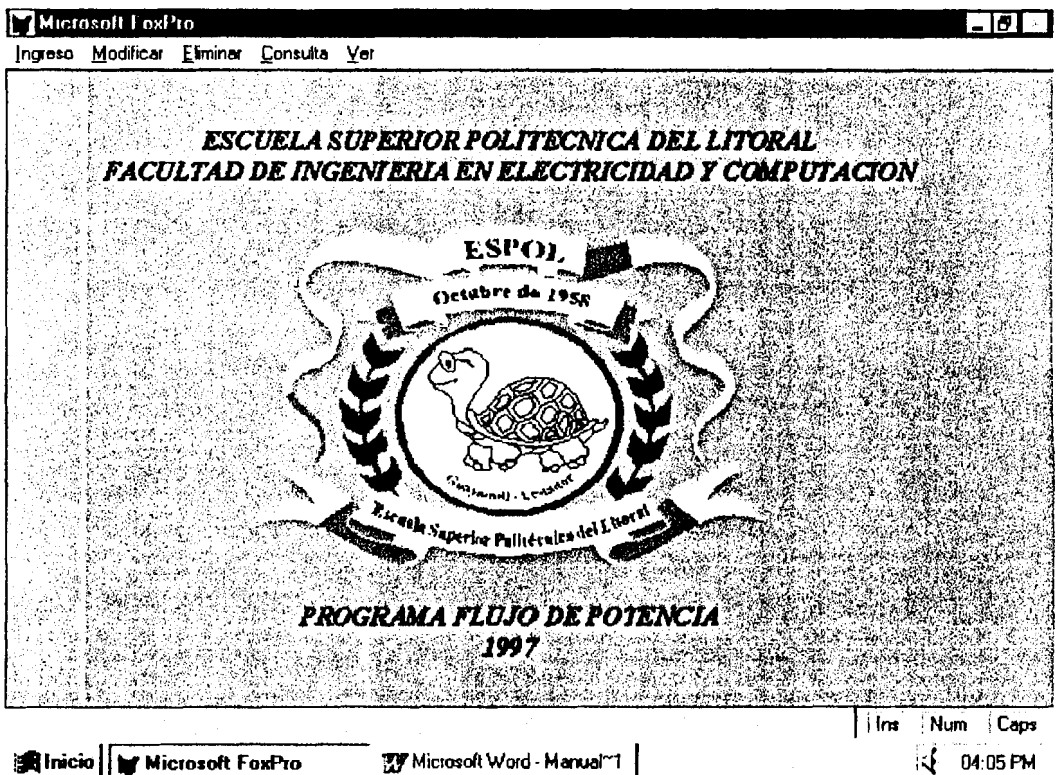 Microsoft FoxPro
Ingreso Modificar Eliminar Consulta Ver
ESCUELA SUPERIOR POLITECNICA DEL LITORAL
FACULTAD DE INGENIERIA EN ELECTRICIDAD Y COMPUTACION
ESPOL
Octubre de 1958
Guayaquil - Ecuador
Escuela Superior Politécnica del Litoral
PROGRAMA FLUJO DE POTENCIA
1997
Ins Num Caps
Inicio Microsoft FoxPro Microsoft Word - Manual~1 04:05 PM